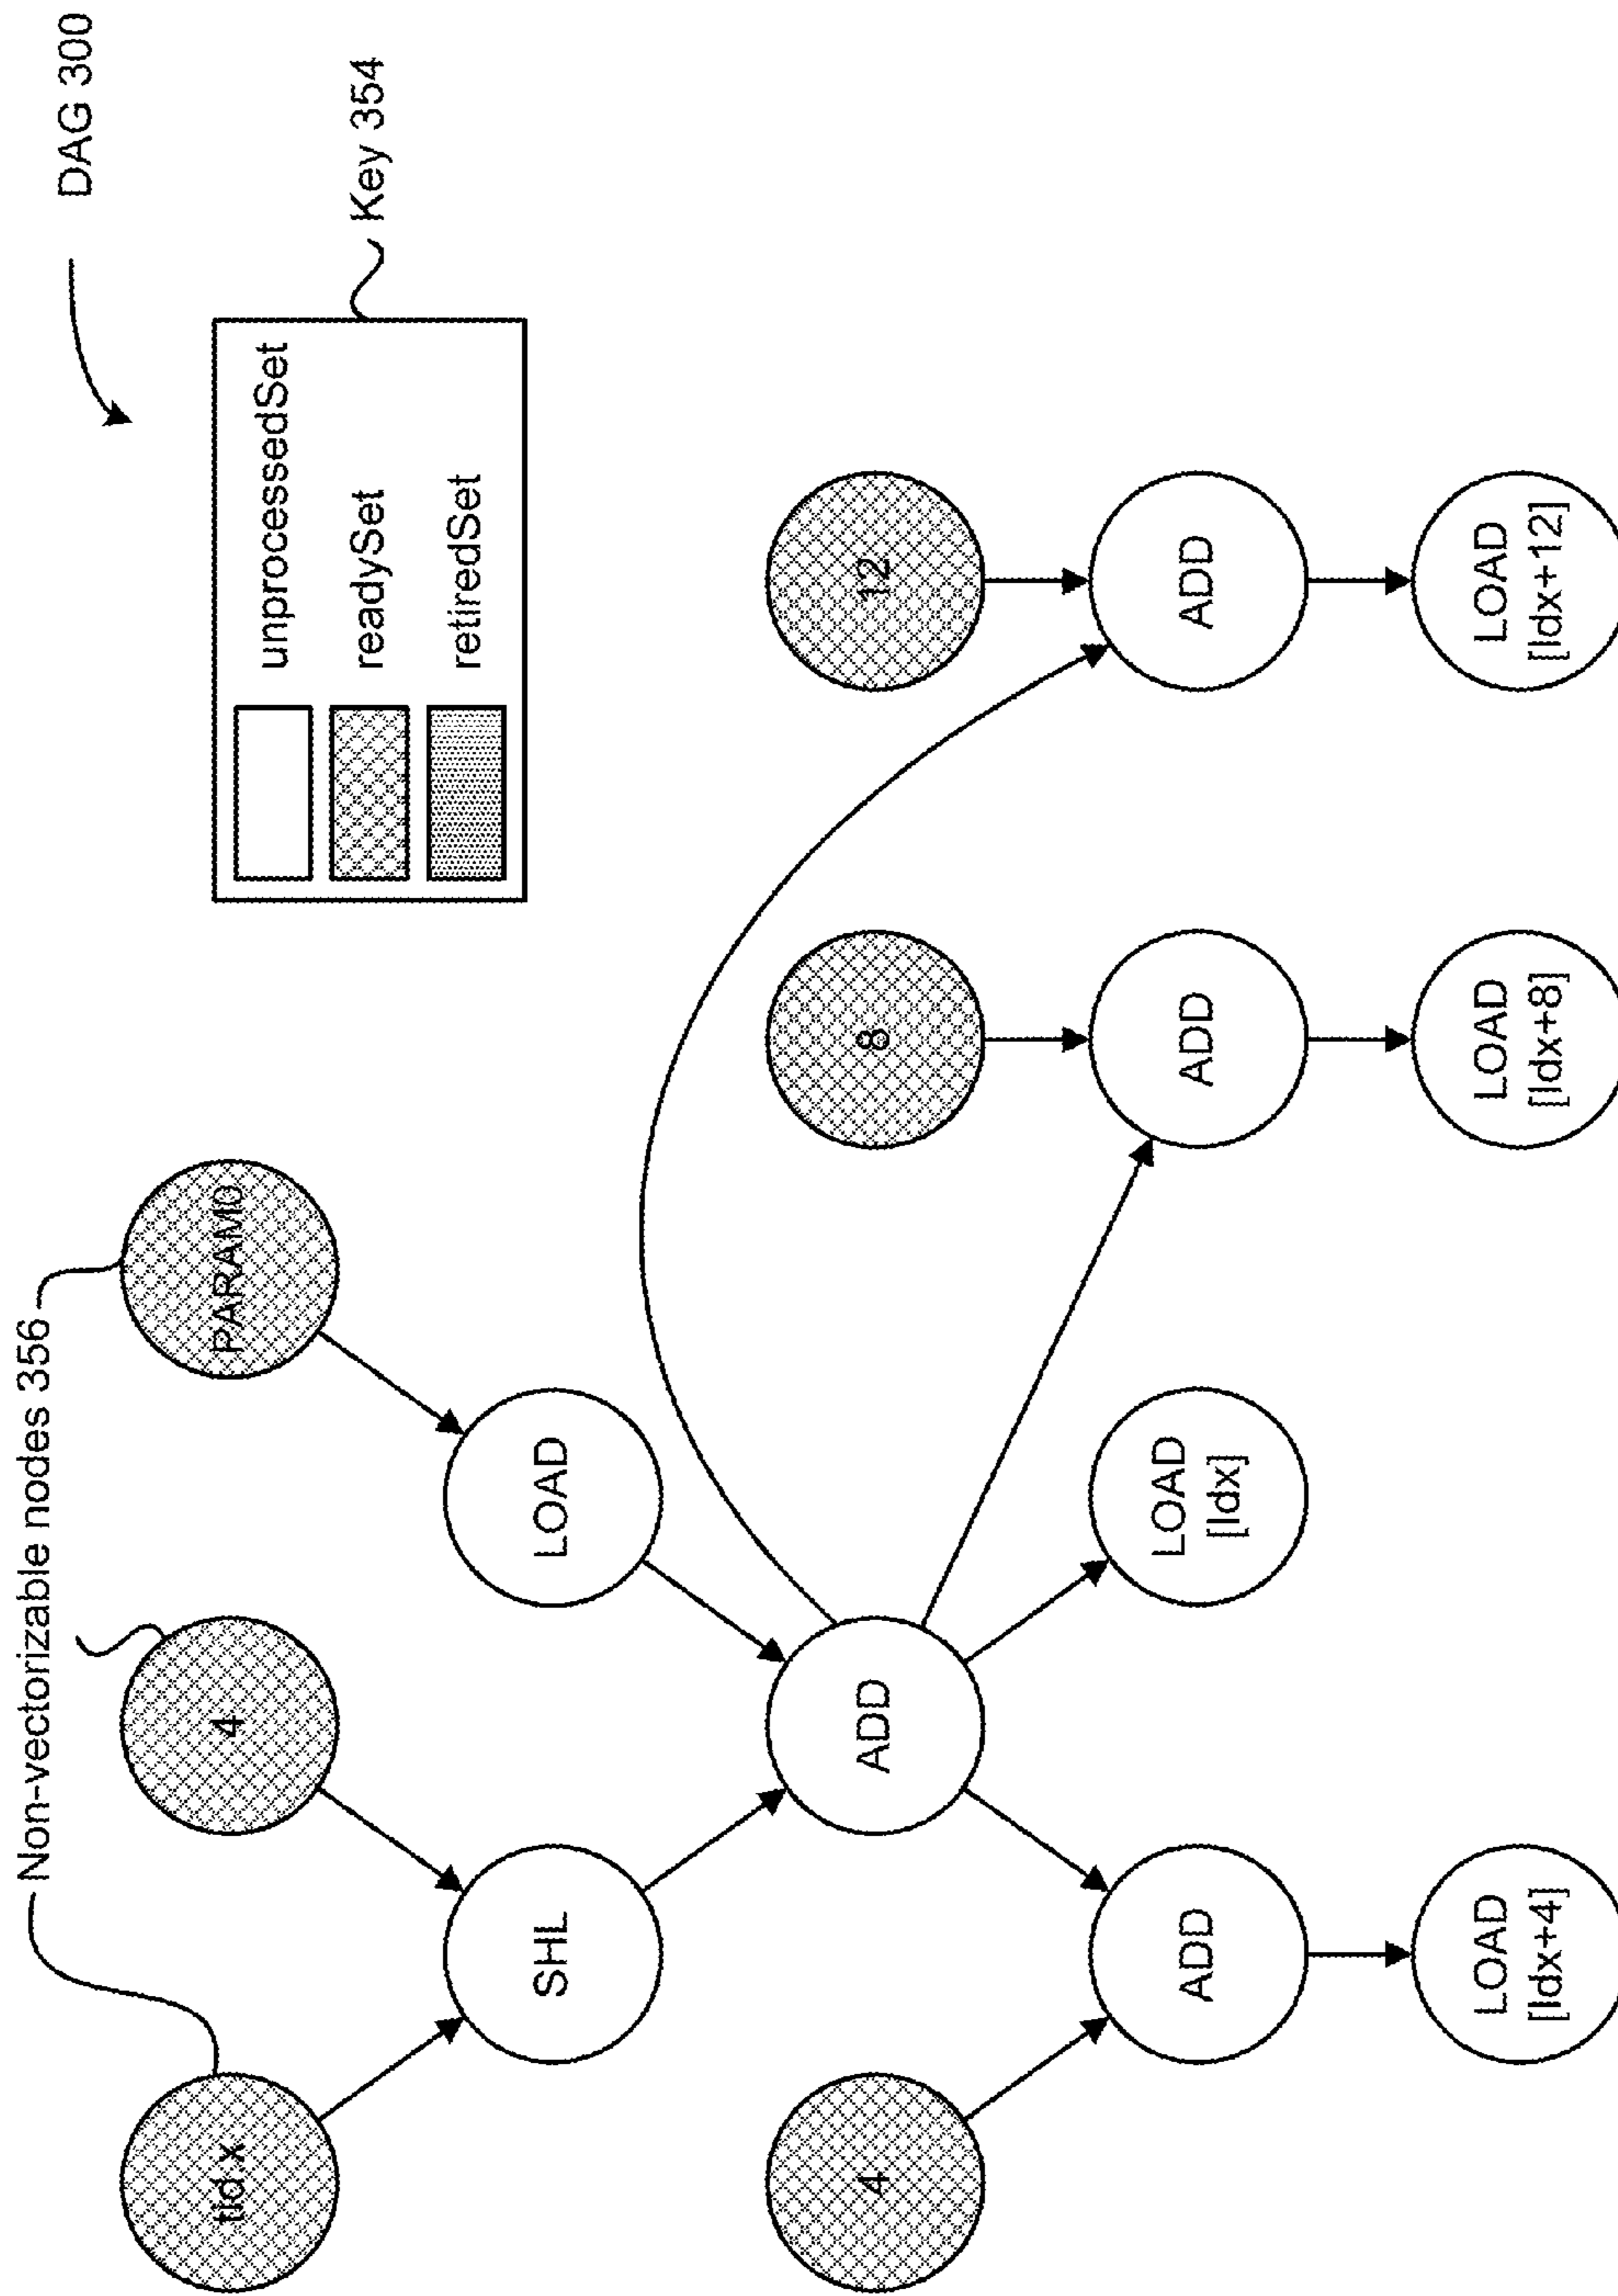 DAG 300
Key 354
unprocessedSet
readySet
retiredSet
Non-vectorizable nodes 356
tid.x
4
PARAM0
SHL
LOAD
4
ADD
8
12
ADD
LOAD
[Idx]
ADD
ADD
LOAD
[Idx+4]
LOAD
[Idx+8]
LOAD
[Idx+12]